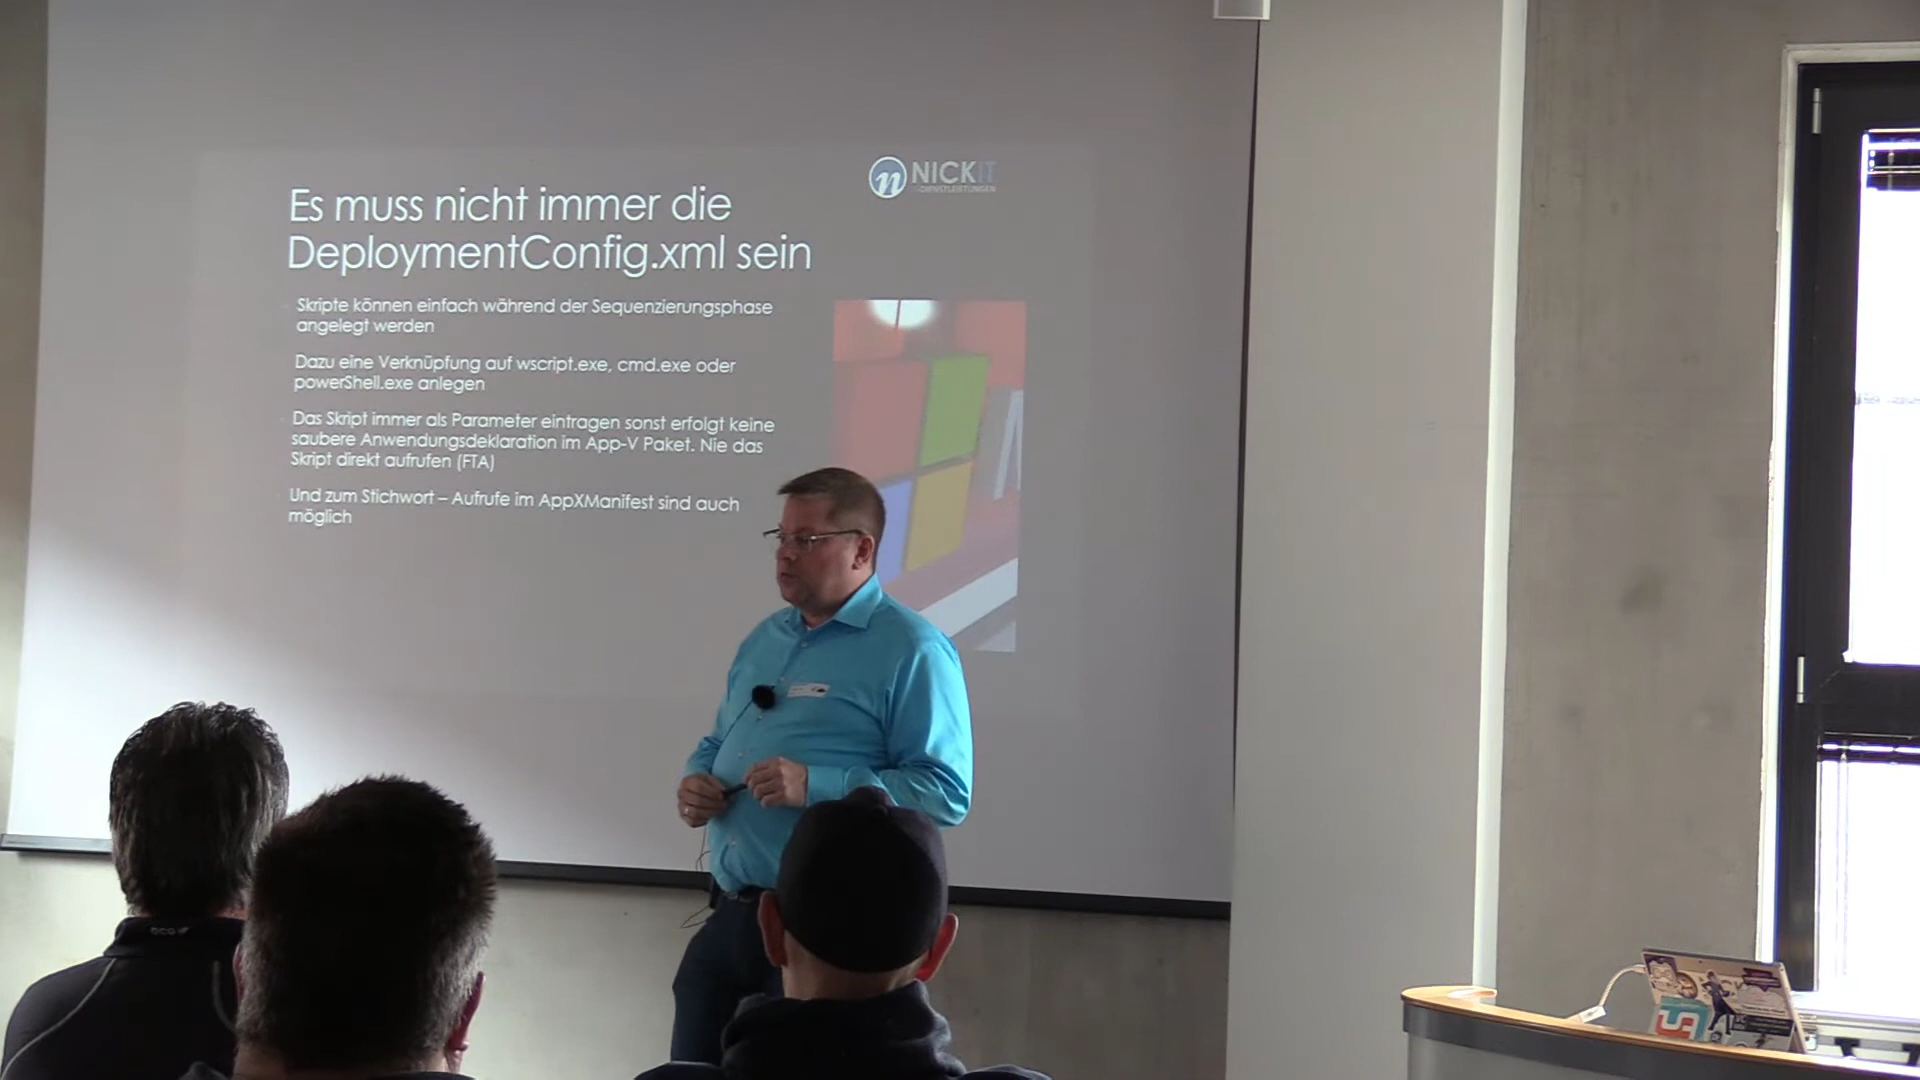 NICKIT
DIENSTLEISTUNGEN
Es muss nicht immer die
DeploymentConfig.xml sein
Skripte können einfach während der Sequenzierungsphase
angelegt werden
Dazu eine Verknüpfung auf wscript.exe, cmd.exe oder
powerShell.exe anlegen
Das Skript immer als Parameter eintragen sonst erfolgt keine
saubere Anwendungsdeklaration im App-V Paket. Nie das
Skript direkt aufrufen (FTA)
Und zum Stichwort – Aufrufe im AppXManifest sind auch
möglich